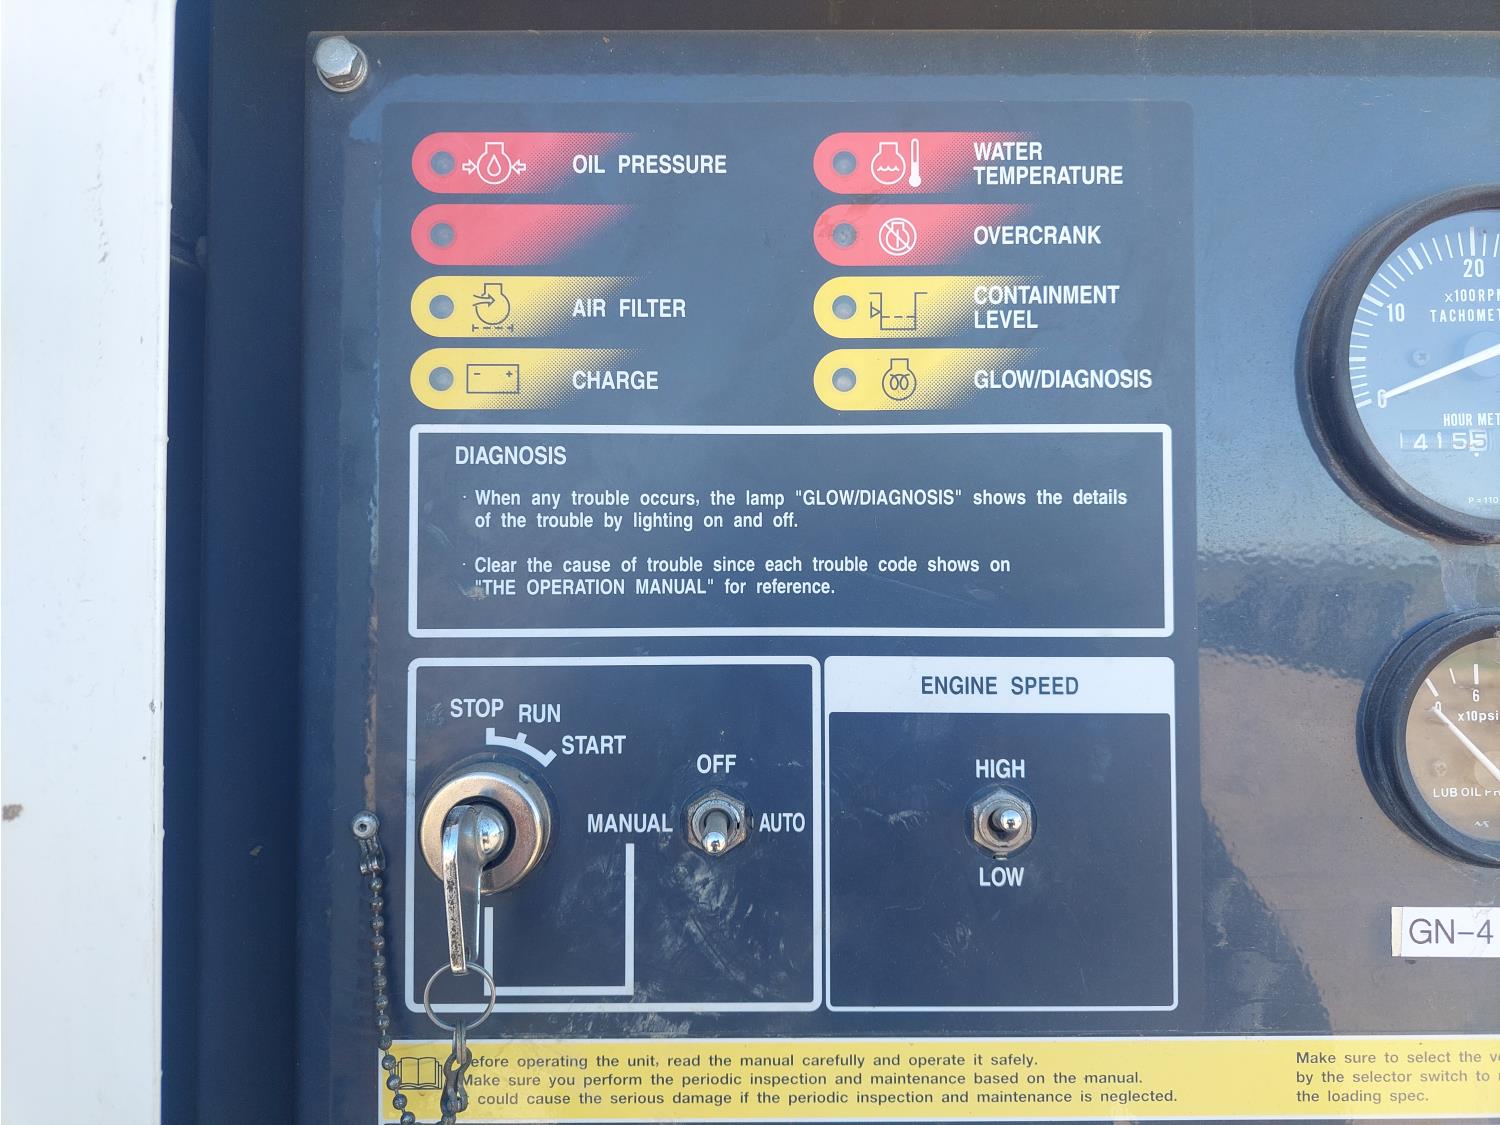 OIL PRESSURE
WATER
TEMPERATURE
OVERCRANK
AIR FILTER
CONTAINMENT
LEVEL
CHARGE
GLOW/DIAGNOSIS
DIAGNOSIS
· When any trouble occurs, the lamp "GLOW/DIAGNOSIS" shows the details
of the trouble by lighting on and off.
· Clear the cause of trouble since each trouble code shows on
"THE OPERATION MANUAL" for reference.
STOP
RUN
START
OFF
MANUAL
AUTO
ENGINE SPEED
HIGH
LOW
20
10
0
x100RPM
TACHOMET
HOUR MET
4155
P=110
0
6
x10psi
LUB OIL PR
GN-4
efore operating the unit, read the manual carefully and operate it safely.
Make sure you perform the periodic inspection and maintenance based on the manual.
could cause the serious damage if the periodic inspection and maintenance is neglected.
Make sure to select the v
by the selector switch to
the loading spec.